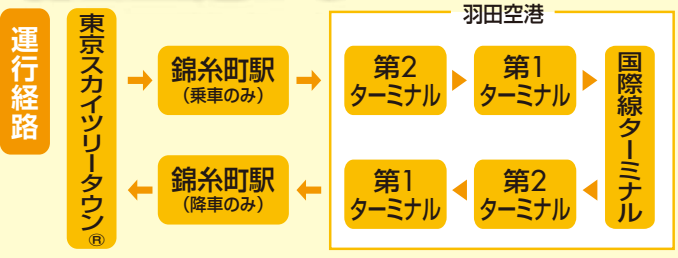 運行経路
東京スカイツリータウン®
羽田空港
錦糸町駅
(乗車のみ)
第2
ターミナル
第1
ターミナル
国際線ターミナル
錦糸町駅
(降車のみ)
第1
ターミナル
第2
ターミナル